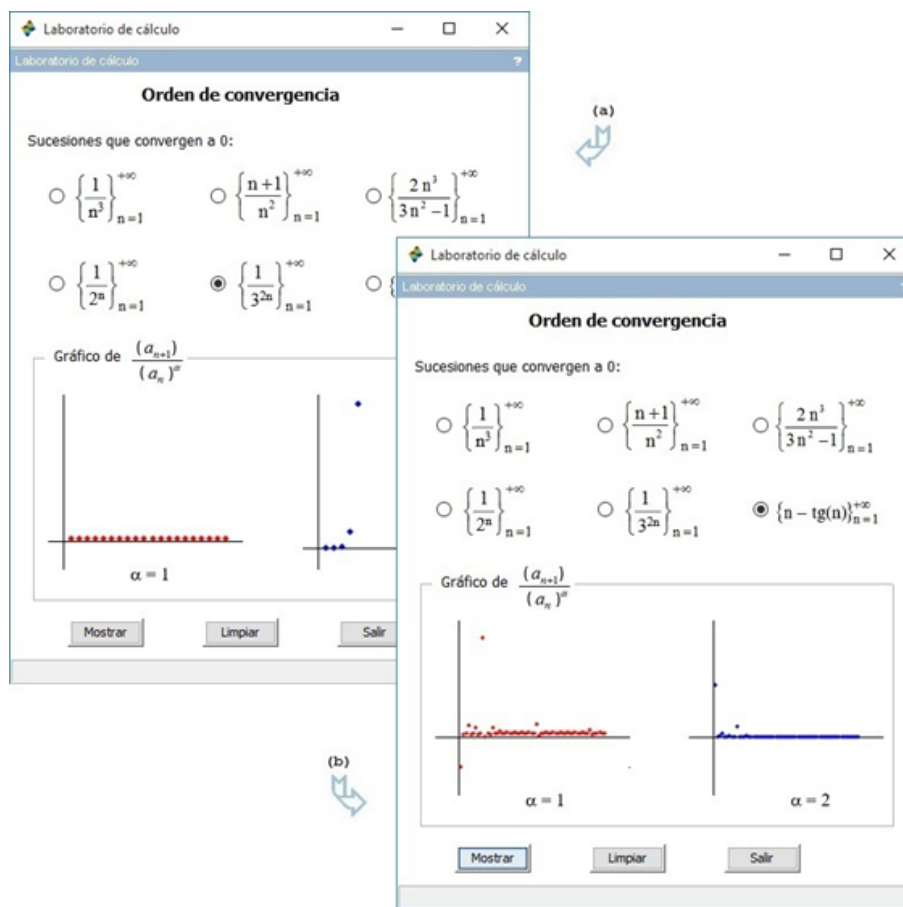 Laboratorio de cálculo
Laboratorio de cálculo ?
Orden de convergencia
Sucesiones que convergen a 0:
{1/n³}ₙ₌₁⁺∞ {(n+1)/n²}ₙ₌₁⁺∞ {2n³/(3n²−1)}ₙ₌₁⁺∞
{1/2ⁿ}ₙ₌₁⁺∞ {1/3²ⁿ}ₙ₌₁⁺∞ {
Gráfico de (aₙ₊₁)/(aₙ)^α
α = 1
Mostrar Limpiar Salir
(a)
Laboratorio de cálculo
Laboratorio de cálculo
Orden de convergencia
Sucesiones que convergen a 0:
{1/n³}ₙ₌₁⁺∞ {(n+1)/n²}ₙ₌₁⁺∞ {2n³/(3n²−1)}ₙ₌₁⁺∞
{1/2ⁿ}ₙ₌₁⁺∞ {1/3²ⁿ}ₙ₌₁⁺∞ {n − tg(n)}ₙ₌₁⁺∞
Gráfico de (aₙ₊₁)/(aₙ)^α
α = 1 α = 2
Mostrar Limpiar Salir
(b)